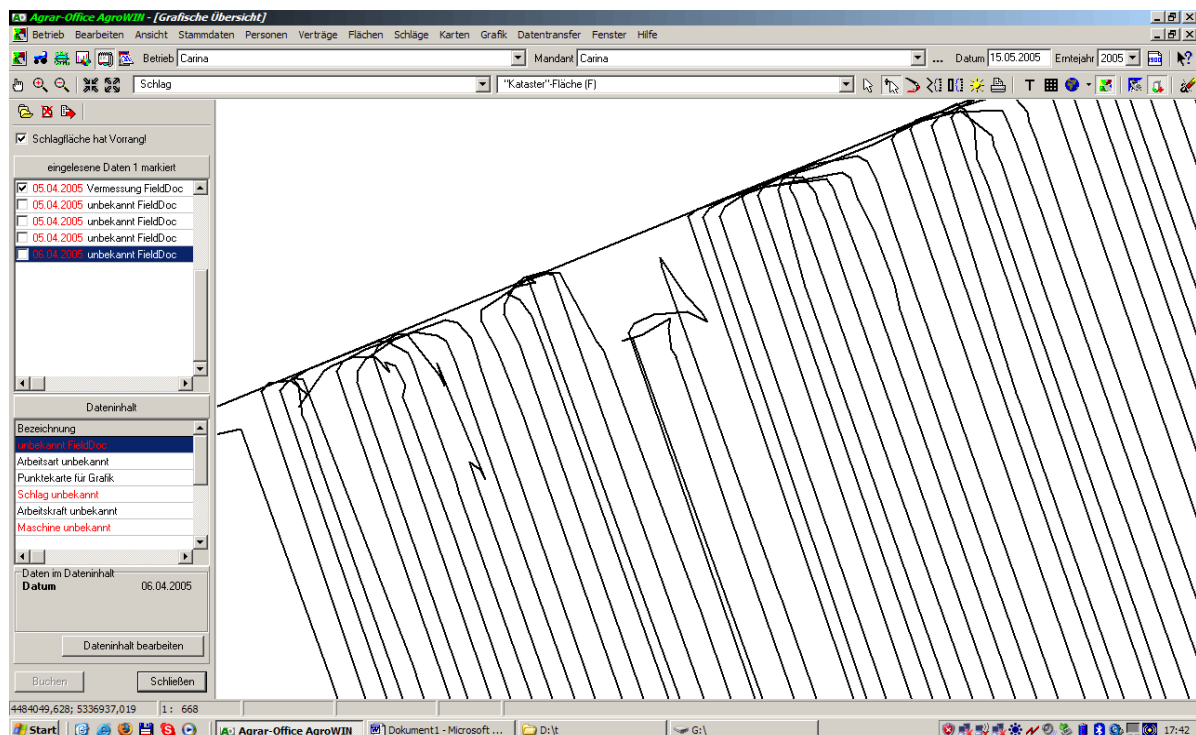 Agrar-Office AgroWIN - [Grafische Übersicht]
Betrieb Bearbeiten Ansicht Stammdaten Personen Verträge Flächen Schläge Karten Grafik Datentransfer Fenster Hilfe
Betrieb Carina Mandant Carina ... Datum 15.05.2005 Erntejahr 2005
Schlag "Kataster"-Fläche (F) T
Schlagfläche hat Vorrang!
eingelesene Daten 1 markiert
05.04.2005 Vermessung FieldDoc
05.04.2005 unbekannt FieldDoc
05.04.2005 unbekannt FieldDoc
05.04.2005 unbekannt FieldDoc
06.04.2005 unbekannt FieldDoc
Dateninhalt
Bezeichnung
unbekannt FieldDoc
Arbeitsart unbekannt
Punktekarte für Grafik
Schlag unbekannt
Arbeitskraft unbekannt
Maschine unbekannt
Daten im Dateninhalt
Datum 06.04.2005
Dateninhalt bearbeiten
Buchen Schließen
4484049,628; 5336937,019 1: 668
Start Agrar-Office AgroWIN Dokument1 - Microsoft ... D:\t G:\ 17:42